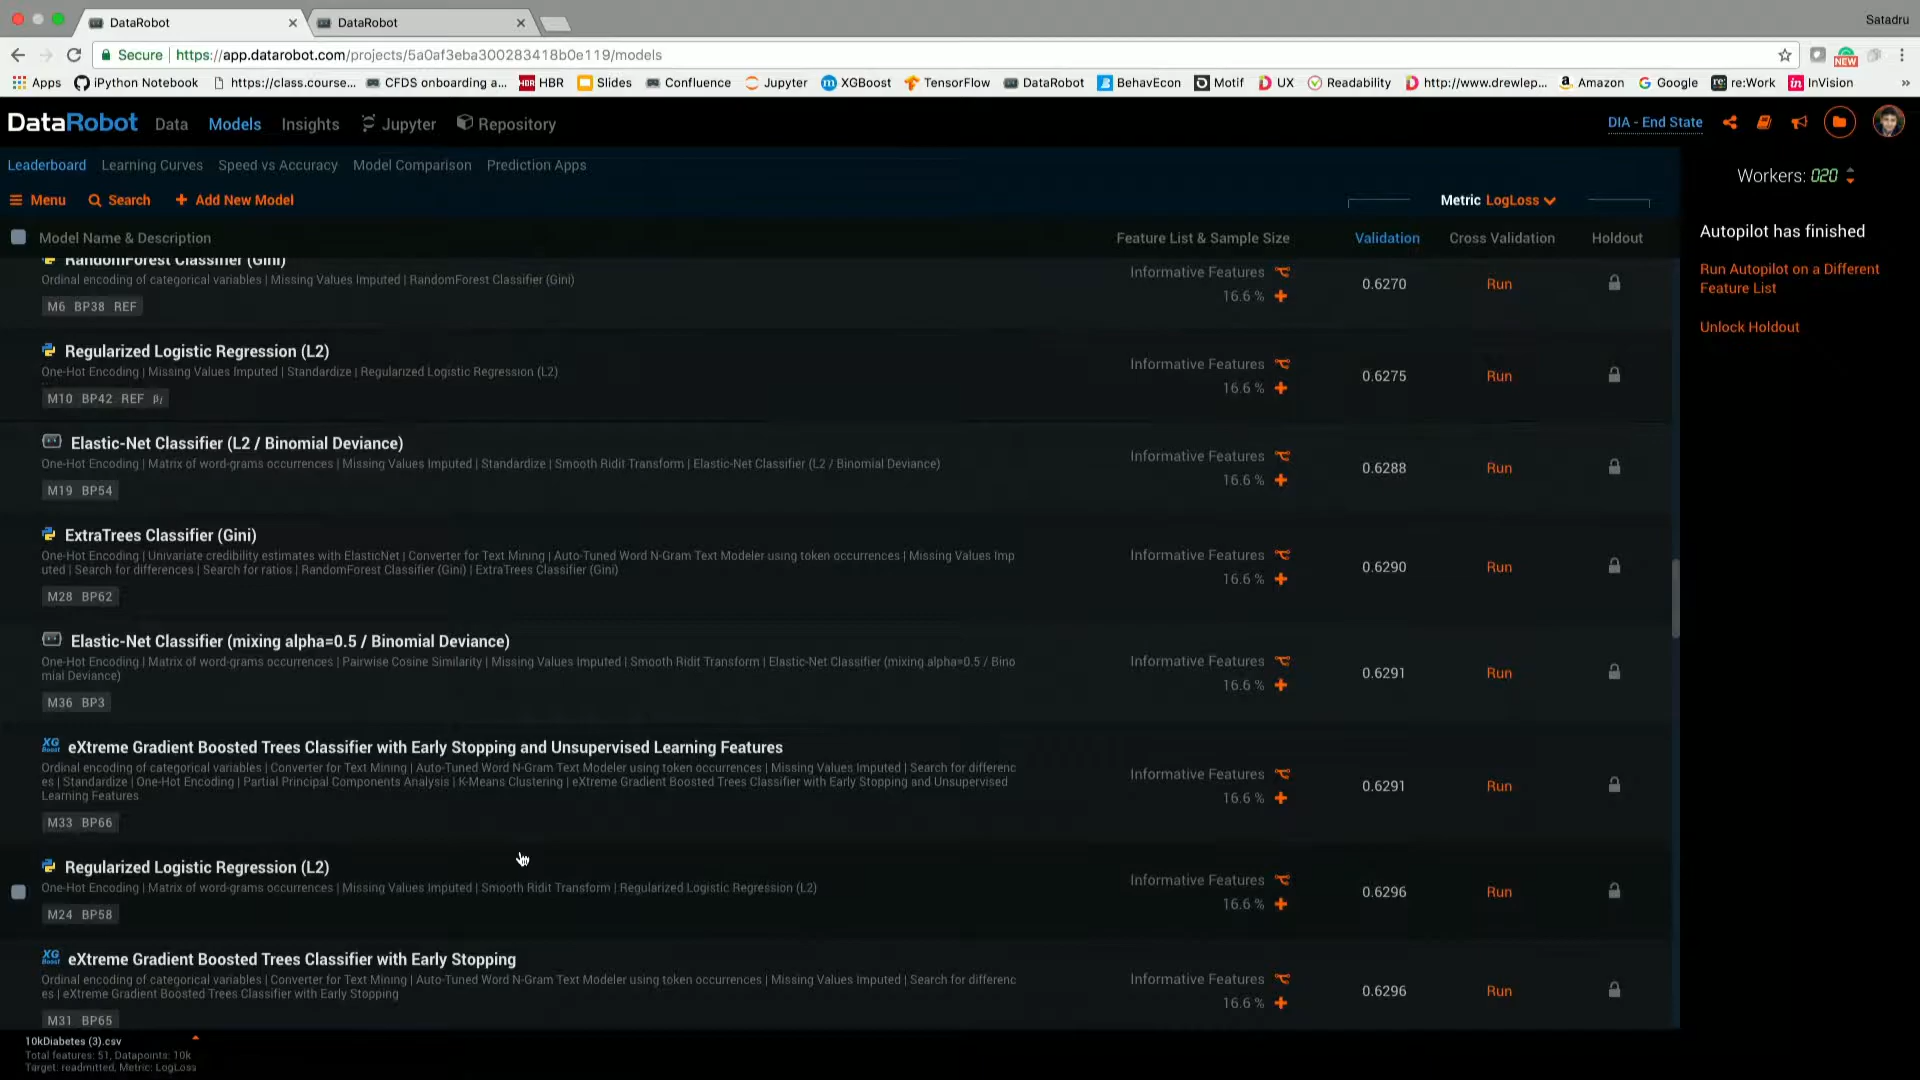 DataRobot
DataRobot
Satadru
Secure https://app.datarobot.com/projects/5a0af3eba300283418b0e119/models
NEW
Apps iPython Notebook https://class.course... CFDS onboarding a... HBR HBR Slides Confluence Jupyter XGBoost TensorFlow DataRobot BehavEcon Motif UX Readability http://www.drewlep... Amazon Google re:Work InVision »
DataRobot Data Models Insights Jupyter Repository DIA - End State
Leaderboard Learning Curves Speed vs Accuracy Model Comparison Prediction Apps
Workers: 020
Menu Search Add New Model Metric LogLoss
Autopilot has finished
Run Autopilot on a Different
Feature List
Unlock Holdout
Model Name & Description Feature List & Sample Size Validation Cross Validation Holdout
RandomForest Classifier (Gini)
Ordinal encoding of categorical variables | Missing Values Imputed | RandomForest Classifier (Gini)
M6 BP38 REF
Informative Features
16.6 %
0.6270 Run
Regularized Logistic Regression (L2)
One-Hot Encoding | Missing Values Imputed | Standardize | Regularized Logistic Regression (L2)
M10 BP42 REF βi
Informative Features
16.6 %
0.6275 Run
Elastic-Net Classifier (L2 / Binomial Deviance)
One-Hot Encoding | Matrix of word-grams occurrences | Missing Values Imputed | Standardize | Smooth Ridit Transform | Elastic-Net Classifier (L2 / Binomial Deviance)
M19 BP54
Informative Features
16.6 %
0.6288 Run
ExtraTrees Classifier (Gini)
One-Hot Encoding | Univariate credibility estimates with ElasticNet | Converter for Text Mining | Auto-Tuned Word N-Gram Text Modeler using token occurrences | Missing Values Imp
uted | Search for differences | Search for ratios | RandomForest Classifier (Gini) | ExtraTrees Classifier (Gini)
M28 BP62
Informative Features
16.6 %
0.6290 Run
Elastic-Net Classifier (mixing alpha=0.5 / Binomial Deviance)
One-Hot Encoding | Matrix of word-grams occurrences | Pairwise Cosine Similarity | Missing Values Imputed | Smooth Ridit Transform | Elastic-Net Classifier (mixing alpha=0.5 / Bino
mial Deviance)
M36 BP3
Informative Features
16.6 %
0.6291 Run
XG Boost eXtreme Gradient Boosted Trees Classifier with Early Stopping and Unsupervised Learning Features
Ordinal encoding of categorical variables | Converter for Text Mining | Auto-Tuned Word N-Gram Text Modeler using token occurrences | Missing Values Imputed | Search for differenc
es | Standardize | One-Hot Encoding | Partial Principal Components Analysis | K-Means Clustering | eXtreme Gradient Boosted Trees Classifier with Early Stopping and Unsupervised
Learning Features
M33 BP66
Informative Features
16.6 %
0.6291 Run
Regularized Logistic Regression (L2)
One-Hot Encoding | Matrix of word-grams occurrences | Missing Values Imputed | Smooth Ridit Transform | Regularized Logistic Regression (L2)
M24 BP58
Informative Features
16.6 %
0.6296 Run
XG Boost eXtreme Gradient Boosted Trees Classifier with Early Stopping
Ordinal encoding of categorical variables | Converter for Text Mining | Auto-Tuned Word N-Gram Text Modeler using token occurrences | Missing Values Imputed | Search for differenc
es | eXtreme Gradient Boosted Trees Classifier with Early Stopping
M31 BP65
Informative Features
16.6 %
0.6296 Run
10kDiabetes (3).csv
Total features: 51, Datapoints: 10k
Target: readmitted, Metric: LogLoss